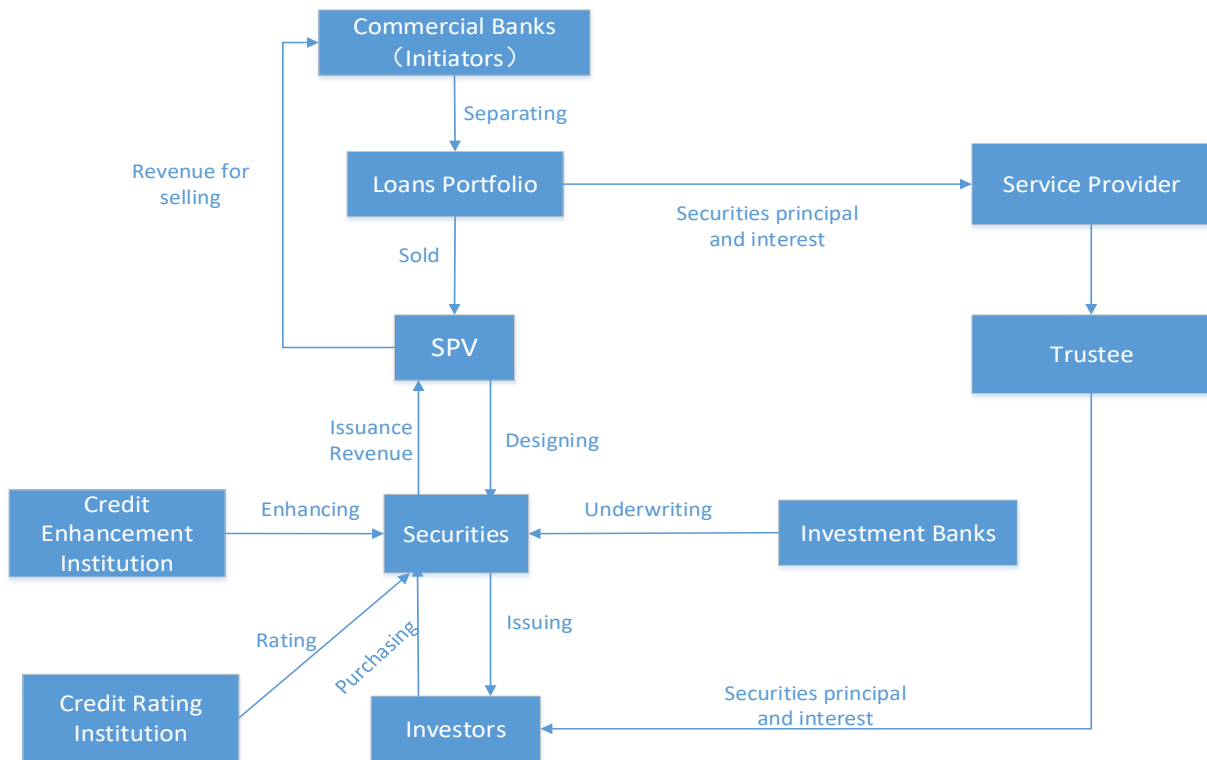 Commercial Banks
（Initiators）
Separating
Revenue for
selling
Loans Portfolio
Service Provider
Securities principal
and interest
Sold
SPV
Trustee
Issuance
Revenue
Designing
Credit
Enhancement
Institution
Enhancing
Securities
Underwriting
Investment Banks
Rating
Purchasing
Issuing
Credit Rating
Institution
Investors
Securities principal
and interest